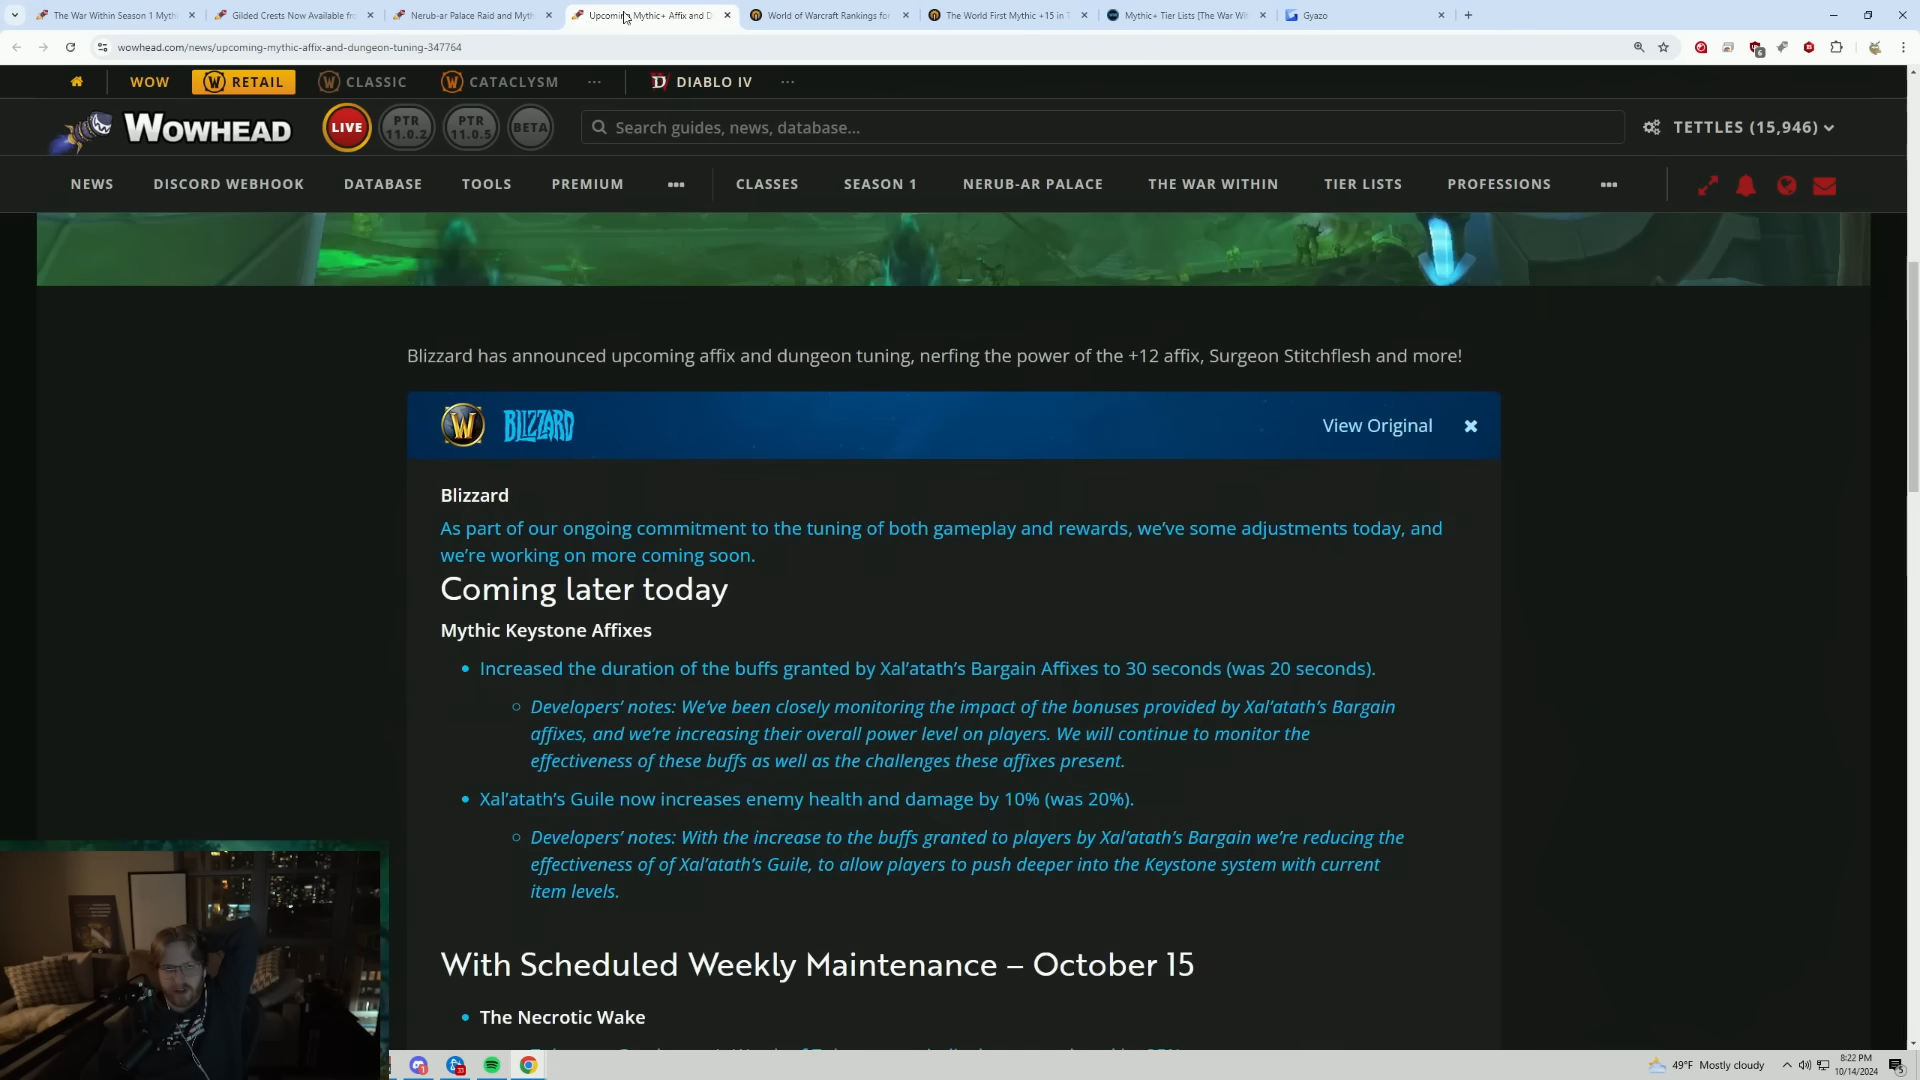 The War Within Season 1 Mythi
Gilded Crests Now Available fro
Nerub-ar Palace Raid and Myth
Upcoming Mythic+ Affix and D
World of Warcraft Rankings for
The World First Mythic +15 in T
Mythic+ Tier Lists [The War Wit
Gyazo
wowhead.com/news/upcoming-mythic-affix-and-dungeon-tuning-347764
6
WOW
RETAIL
CLASSIC
CATACLYSM
DIABLO IV
WOWHEAD
LIVE
PTR 11.0.2
PTR 11.0.5
BETA
Search guides, news, database...
TETTLES (15,946)
NEWS
DISCORD WEBHOOK
DATABASE
TOOLS
PREMIUM
CLASSES
SEASON 1
NERUB-AR PALACE
THE WAR WITHIN
TIER LISTS
PROFESSIONS
Blizzard has announced upcoming affix and dungeon tuning, nerfing the power of the +12 affix, Surgeon Stitchflesh and more!
BLIZZARD
View Original
Blizzard
As part of our ongoing commitment to the tuning of both gameplay and rewards, we've some adjustments today, and
we're working on more coming soon.
Coming later today
Mythic Keystone Affixes
• Increased the duration of the buffs granted by Xal'atath's Bargain Affixes to 30 seconds (was 20 seconds).
Developers' notes: We've been closely monitoring the impact of the bonuses provided by Xal'atath's Bargain
affixes, and we're increasing their overall power level on players. We will continue to monitor the
effectiveness of these buffs as well as the challenges these affixes present.
• Xal'atath's Guile now increases enemy health and damage by 10% (was 20%).
Developers' notes: With the increase to the buffs granted to players by Xal'atath's Bargain we're reducing the
effectiveness of of Xal'atath's Guile, to allow players to push deeper into the Keystone system with current
item levels.
With Scheduled Weekly Maintenance – October 15
• The Necrotic Wake
49°F Mostly cloudy
8:22 PM
10/14/2024